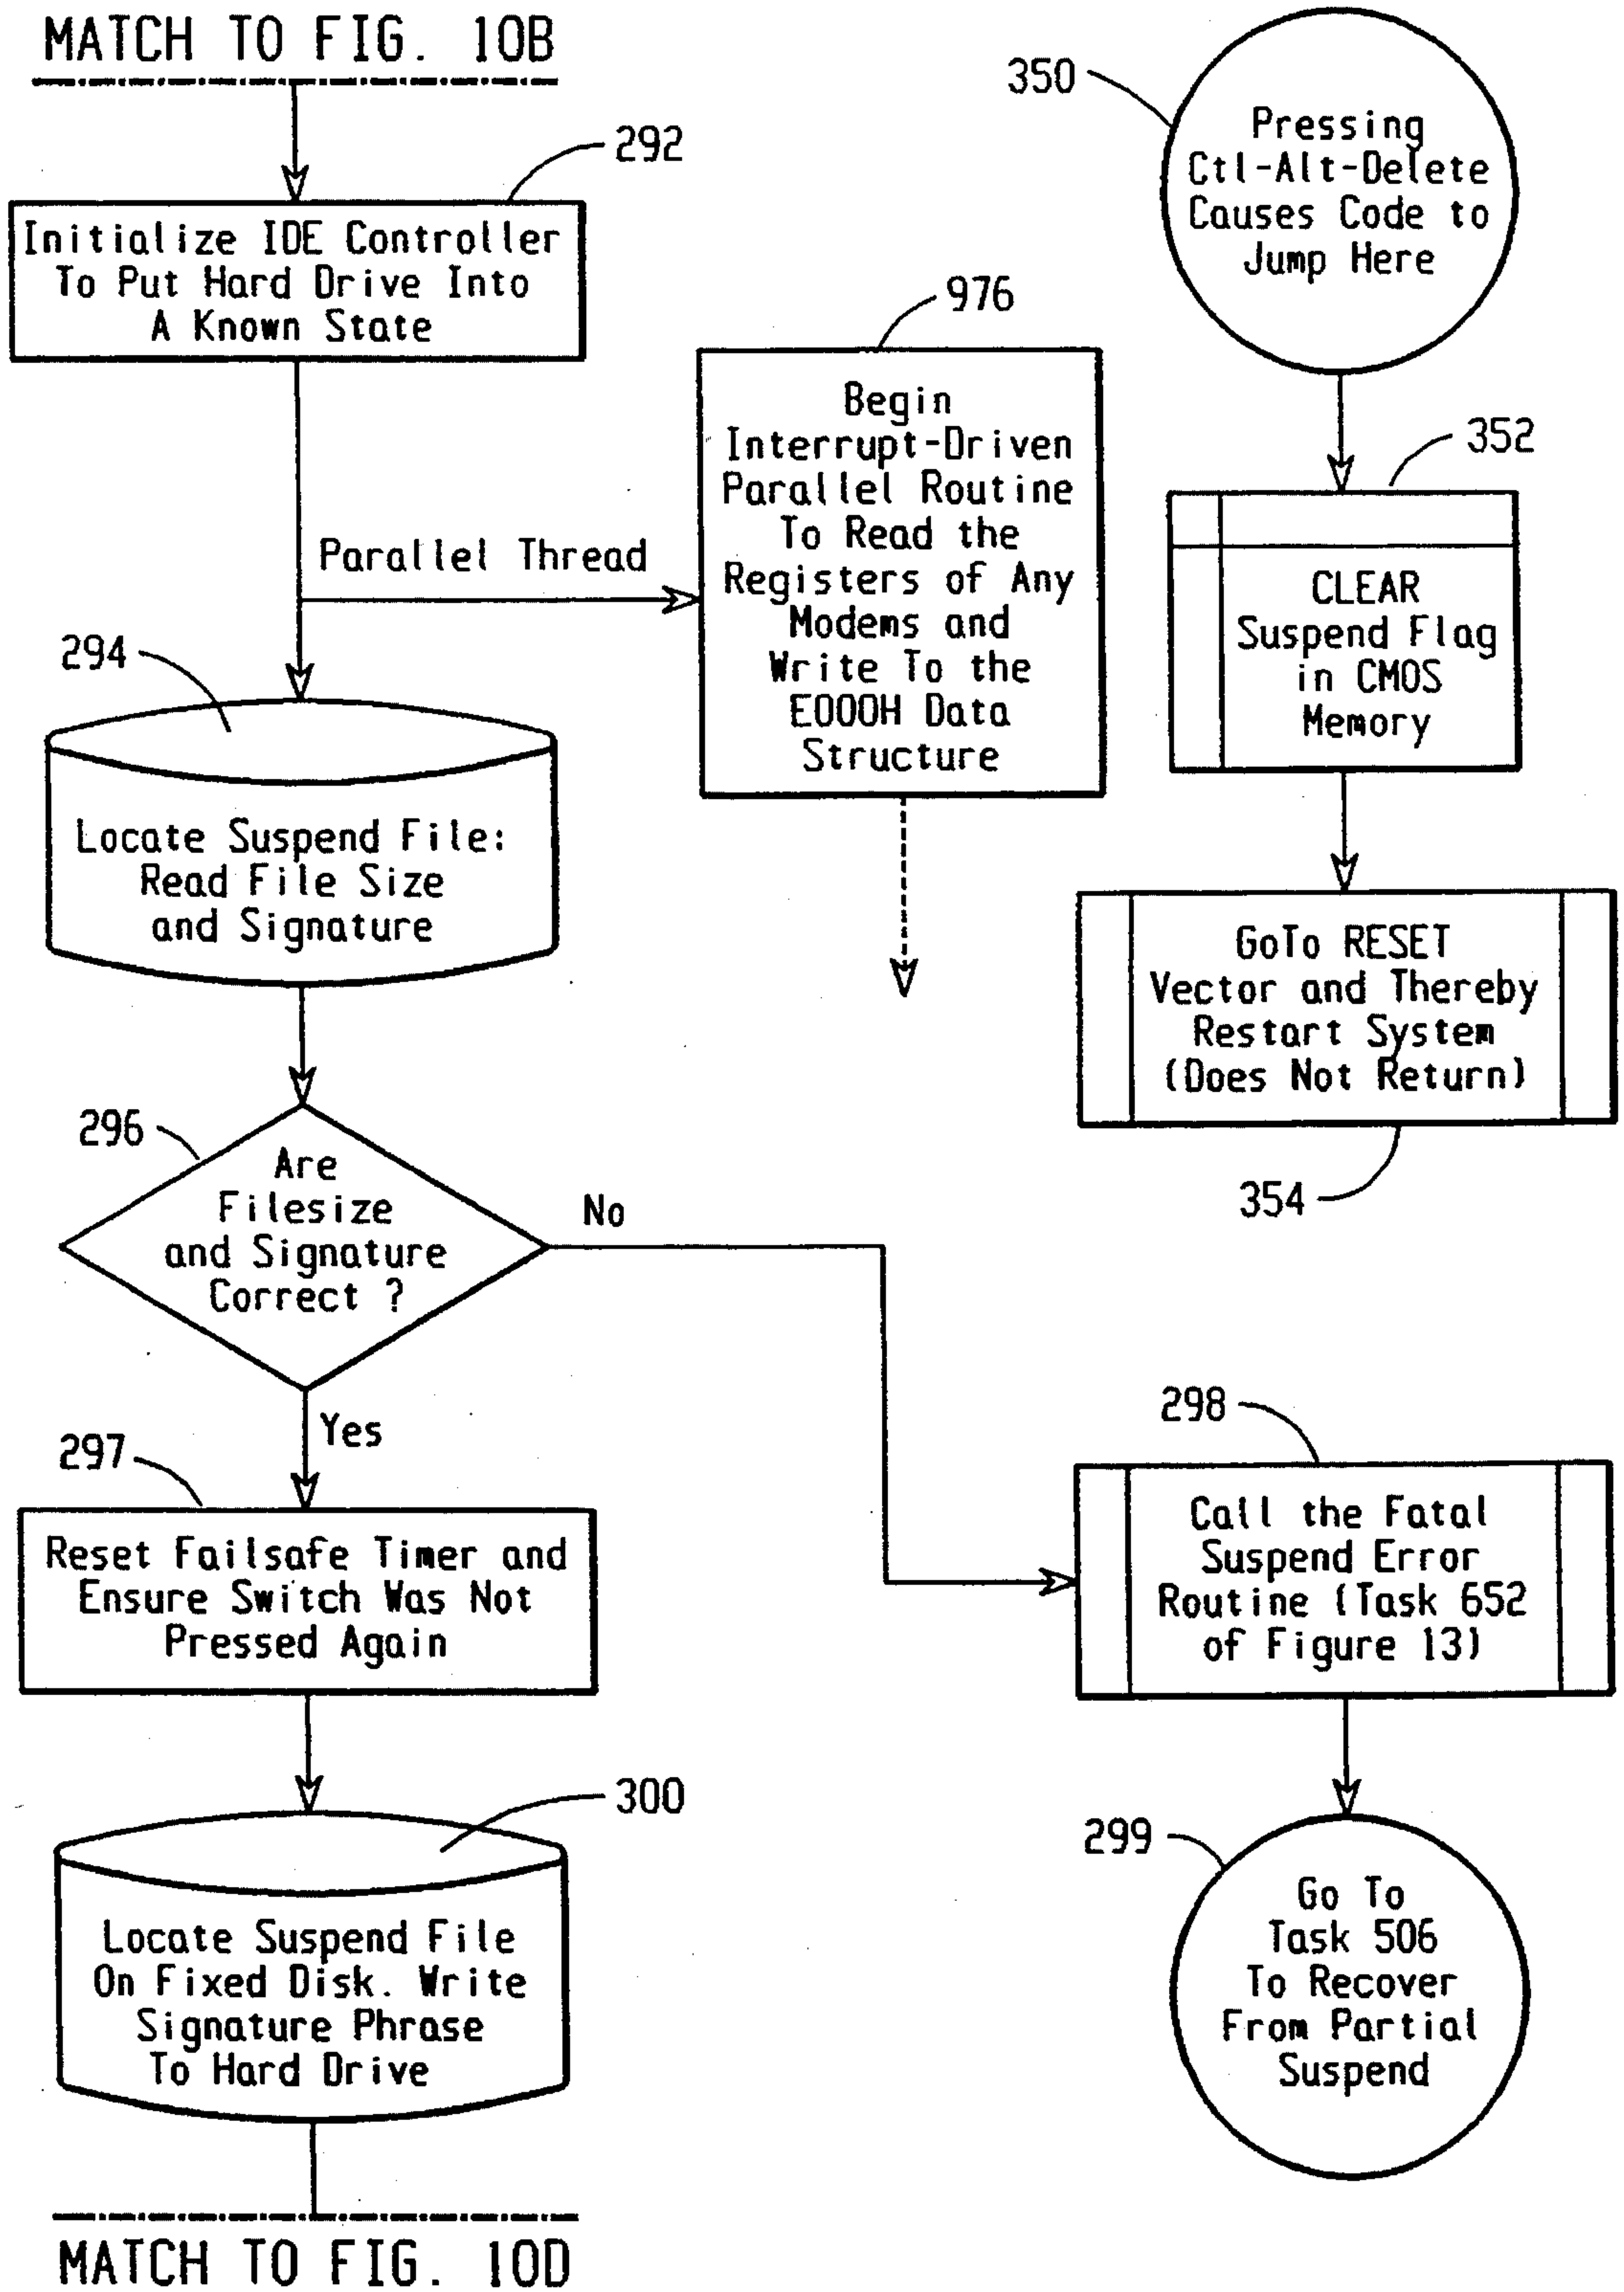 MATCH TO FIG. 10B
292
Initialize IDE Controller
To Put Hard Drive Into
A Known State
Parallel Thread
976
Begin
Interrupt-Driven
Parallel Routine
To Read the
Registers of Any
Modems and
Write To the
E000H Data
Structure
294
Locate Suspend File:
Read File Size
and Signature
296
Are
Filesize
and Signature
Correct ?
No
Yes
297
Reset Failsafe Timer and
Ensure Switch Was Not
Pressed Again
300
Locate Suspend File
On Fixed Disk. Write
Signature Phrase
To Hard Drive
MATCH TO FIG. 10D
350
Pressing
Ctl-Alt-Delete
Causes Code to
Jump Here
352
CLEAR
Suspend Flag
in CMOS
Memory
GoTo RESET
Vector and Thereby
Restart System
(Does Not Return)
354
298
Call the Fatal
Suspend Error
Routine (Task 652
of Figure 13)
299
Go To
Task 506
To Recover
From Partial
Suspend